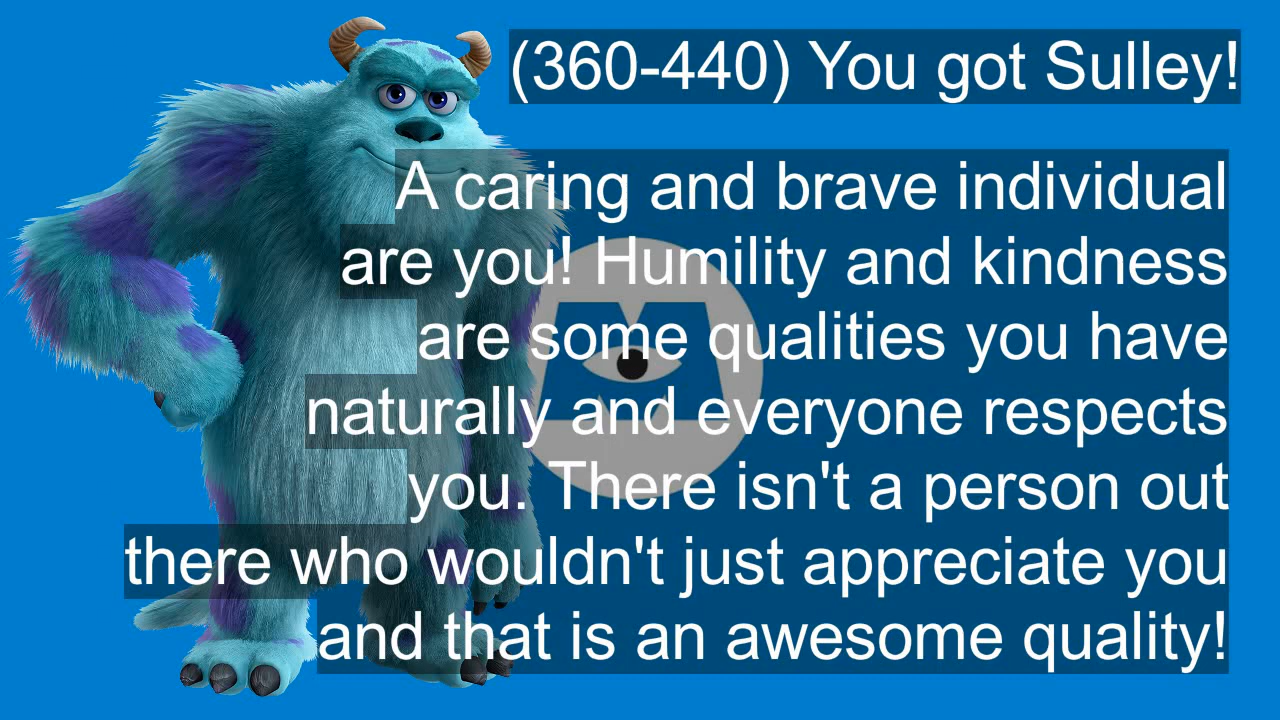 (360-440) You got Sulley!
A caring and brave individual
are you! Humility and kindness
are some qualities you have
naturally and everyone respects
you. There isn't a person out
there who wouldn't just appreciate you
and that is an awesome quality!